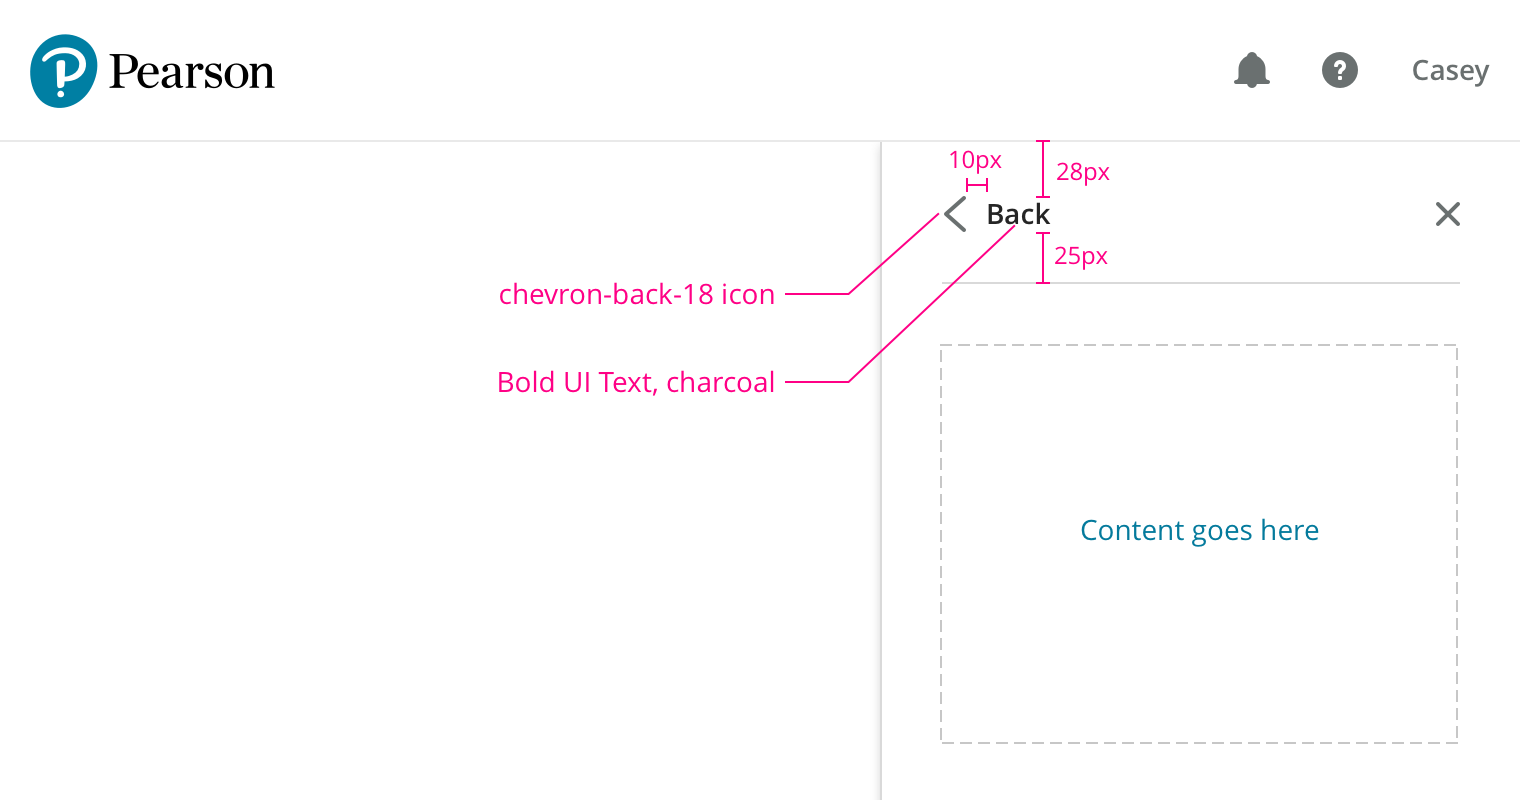 Pearson
Casey
10px
28px
Back
25px
chevron-back-18 icon
Bold UI Text, charcoal
Content goes here